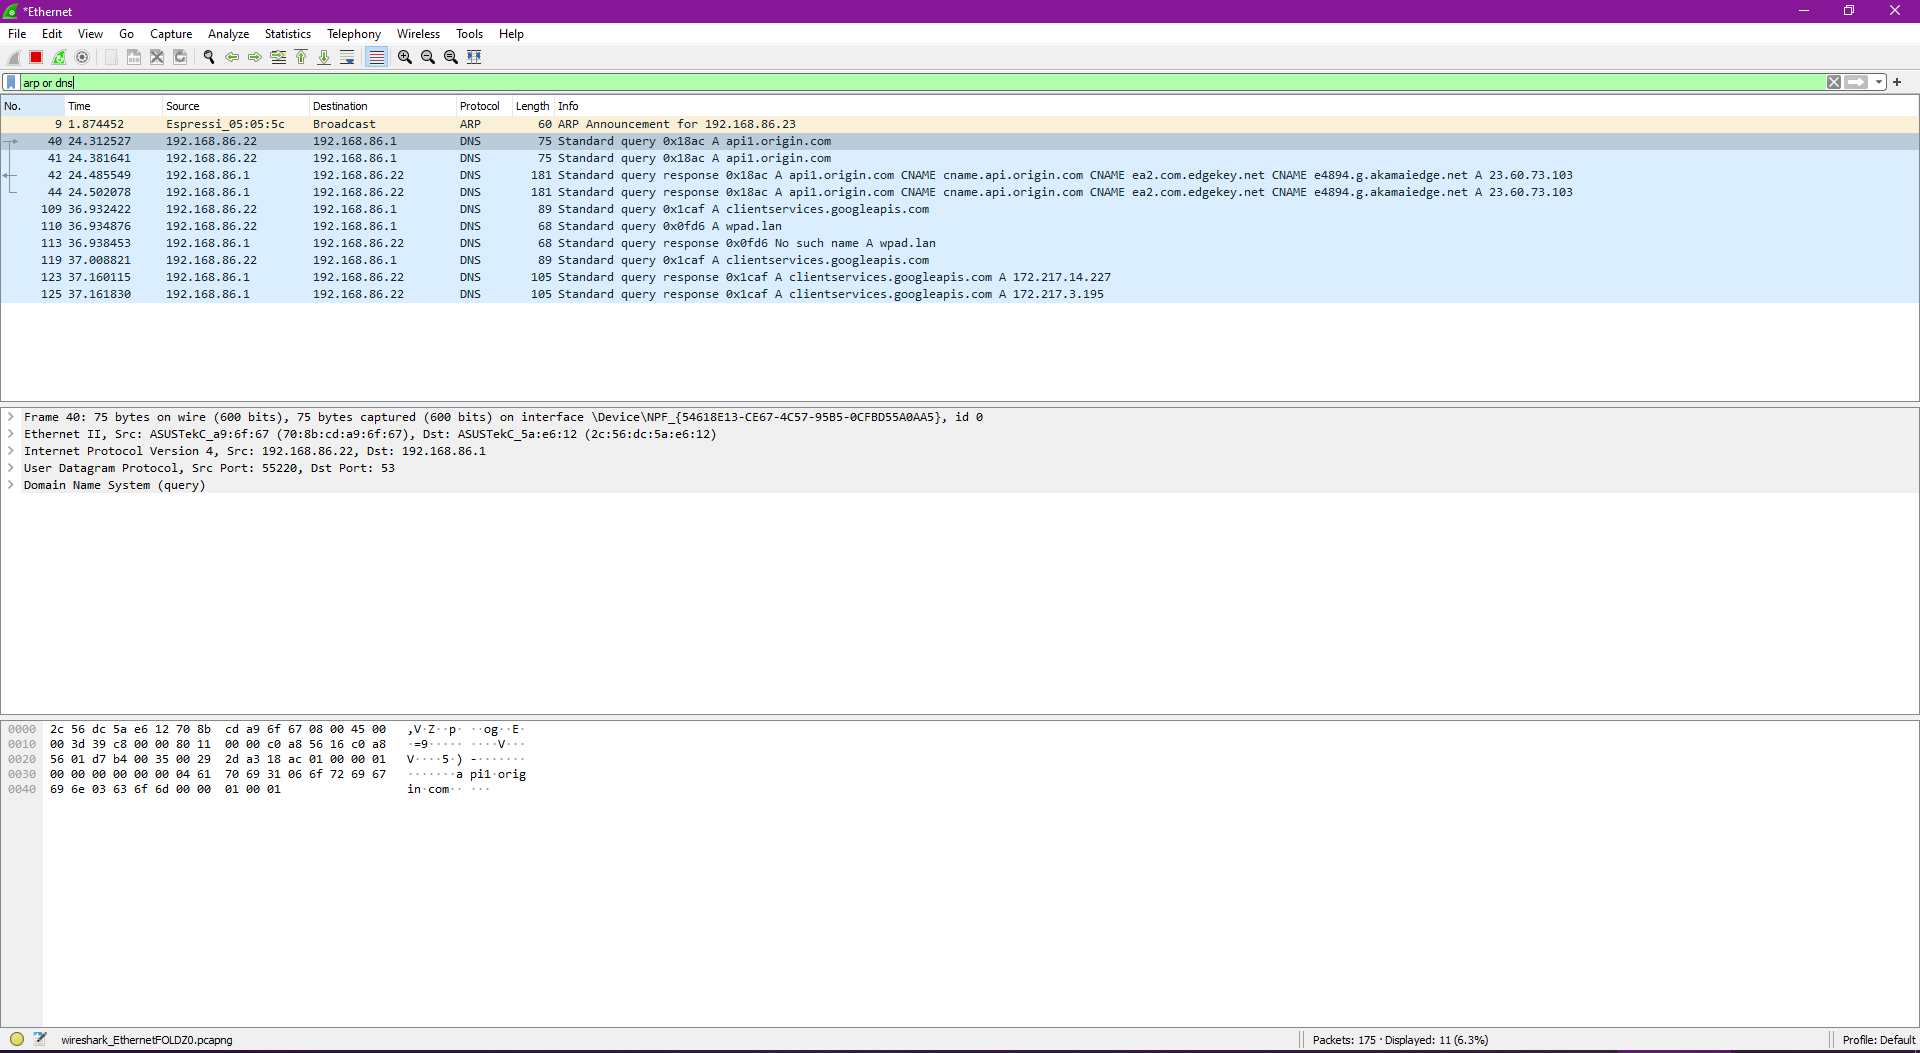 *Ethernet
File Edit View Go Capture Analyze Statistics Telephony Wireless Tools Help
arp or dns
No. Time Source Destination Protocol Length Info
9 1.874452 Espressi_05:05:5c Broadcast ARP 60 ARP Announcement for 192.168.86.23
40 24.312527 192.168.86.22 192.168.86.1 DNS 75 Standard query 0x18ac A api1.origin.com
41 24.381641 192.168.86.22 192.168.86.1 DNS 75 Standard query 0x18ac A api1.origin.com
42 24.485549 192.168.86.1 192.168.86.22 DNS 181 Standard query response 0x18ac A api1.origin.com CNAME cname.api.origin.com CNAME ea2.com.edgekey.net CNAME e4894.g.akamaiedge.net A 23.60.73.103
44 24.502078 192.168.86.1 192.168.86.22 DNS 181 Standard query response 0x18ac A api1.origin.com CNAME cname.api.origin.com CNAME ea2.com.edgekey.net CNAME e4894.g.akamaiedge.net A 23.60.73.103
109 36.932422 192.168.86.22 192.168.86.1 DNS 89 Standard query 0x1caf A clientservices.googleapis.com
110 36.934876 192.168.86.22 192.168.86.1 DNS 68 Standard query 0x0fd6 A wpad.lan
113 36.938453 192.168.86.1 192.168.86.22 DNS 68 Standard query response 0x0fd6 No such name A wpad.lan
119 37.008821 192.168.86.22 192.168.86.1 DNS 89 Standard query 0x1caf A clientservices.googleapis.com
123 37.160115 192.168.86.1 192.168.86.22 DNS 105 Standard query response 0x1caf A clientservices.googleapis.com A 172.217.14.227
125 37.161830 192.168.86.1 192.168.86.22 DNS 105 Standard query response 0x1caf A clientservices.googleapis.com A 172.217.3.195
Frame 40: 75 bytes on wire (600 bits), 75 bytes captured (600 bits) on interface \Device\NPF_{54618E13-CE67-4C57-95B5-0CFBD55A0AA5}, id 0
Ethernet II, Src: ASUSTekC_a9:6f:67 (70:8b:cd:a9:6f:67), Dst: ASUSTekC_5a:e6:12 (2c:56:dc:5a:e6:12)
Internet Protocol Version 4, Src: 192.168.86.22, Dst: 192.168.86.1
User Datagram Protocol, Src Port: 55220, Dst Port: 53
Domain Name System (query)
0000 2c 56 dc 5a e6 12 70 8b cd a9 6f 67 08 00 45 00 ,V·Z··p· ··og··E·
0010 00 3d 39 c8 00 00 80 11 00 00 c0 a8 56 16 c0 a8 ·=9····· ····V···
0020 56 01 d7 b4 00 35 00 29 2d a3 18 ac 01 00 00 01 V····5·) -·······
0030 00 00 00 00 00 00 04 61 70 69 31 06 6f 72 69 67 ·······a pi1·orig
0040 69 6e 03 63 6f 6d 00 00 01 00 01 in·com·· ···
wireshark_EthernetFOLDZ0.pcapng
Packets: 175 · Displayed: 11 (6.3%)
Profile: Default